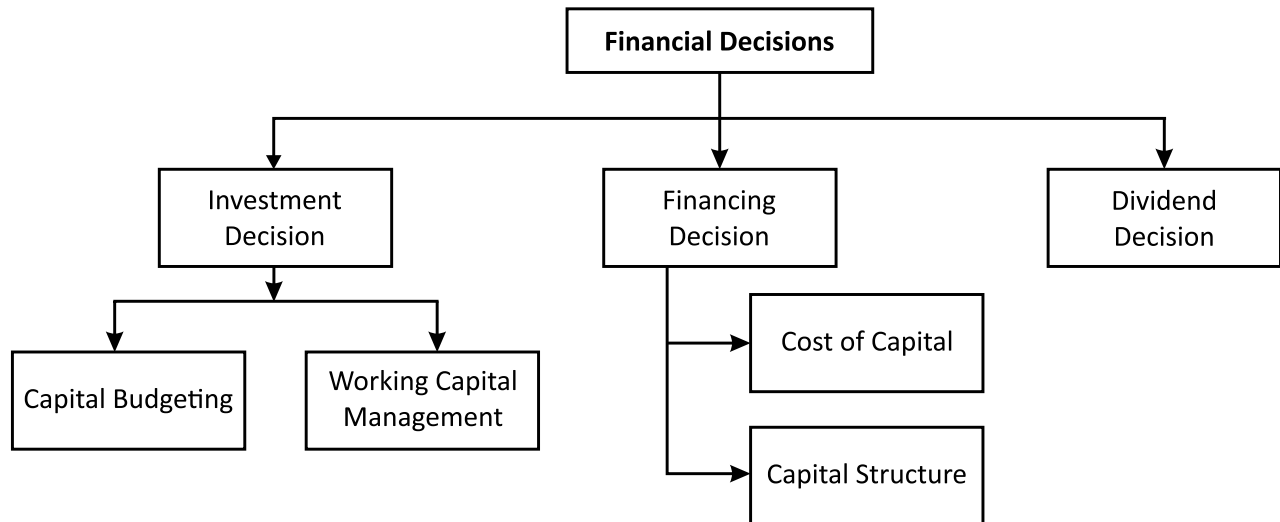 Financial Decisions
Investment
Decision
Financing
Decision
Dividend
Decision
Capital Budgeting
Working Capital
Management
Cost of Capital
Capital Structure